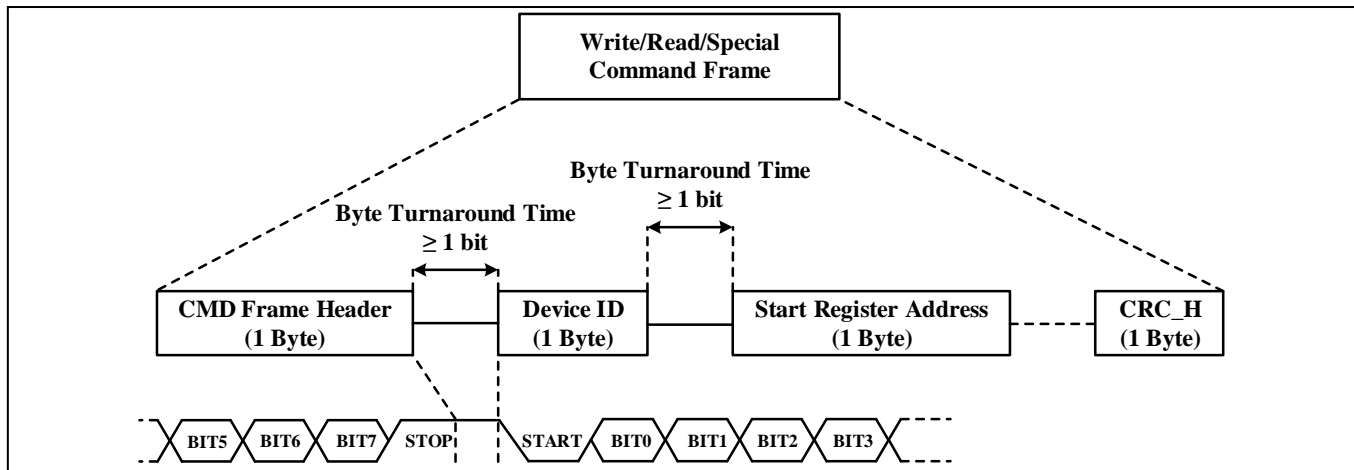 Write/Read/Special
Command Frame
Byte Turnaround Time
≥ 1 bit
Byte Turnaround Time
≥ 1 bit
CMD Frame Header
(1 Byte)
Device ID
(1 Byte)
Start Register Address
(1 Byte)
CRC_H
(1 Byte)
BIT5 BIT6 BIT7 STOP START BIT0 BIT1 BIT2 BIT3